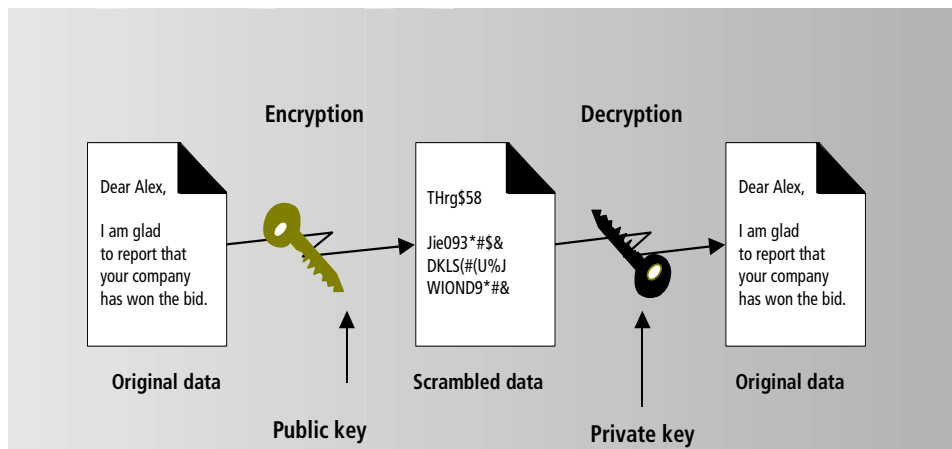 Encryption
Decryption
Dear Alex,
I am glad
to report that
your company
has won the bid.
THrg$58
Jie093*#$&
DKLS(#(U%J
WIOND9*#&
Dear Alex,
I am glad
to report that
your company
has won the bid.
Original data
Scrambled data
Original data
Public key
Private key